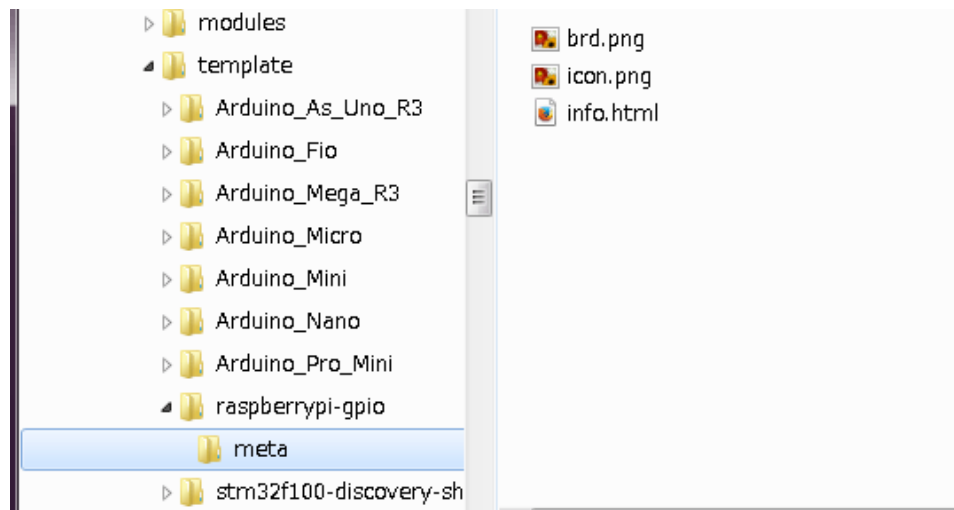 modules
template
Arduino_As_Uno_R3
Arduino_Fio
Arduino_Mega_R3
Arduino_Micro
Arduino_Mini
Arduino_Nano
Arduino_Pro_Mini
raspberrypi-gpio
meta
stm32f100-discovery-sh
brd.png
icon.png
info.html